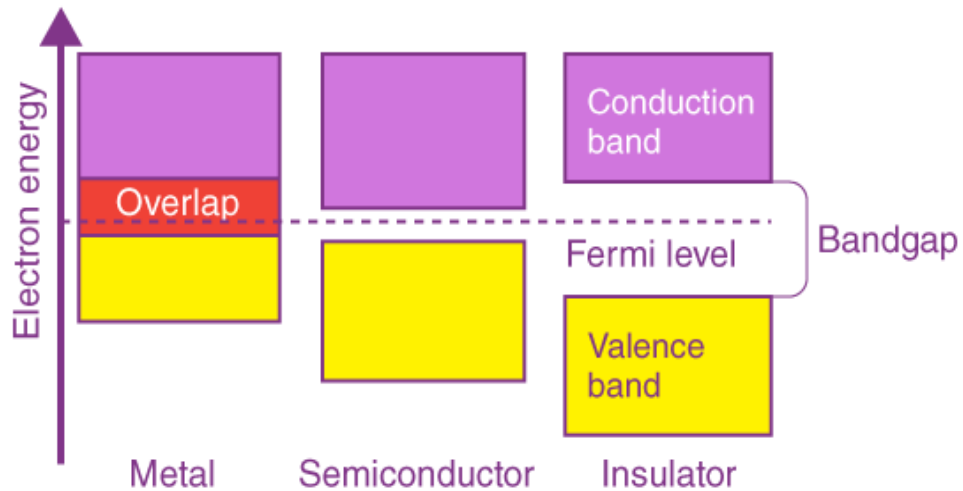 Electron energy
Overlap
Conduction
band
Fermi level
Bandgap
Valence
band
Metal
Semiconductor
Insulator